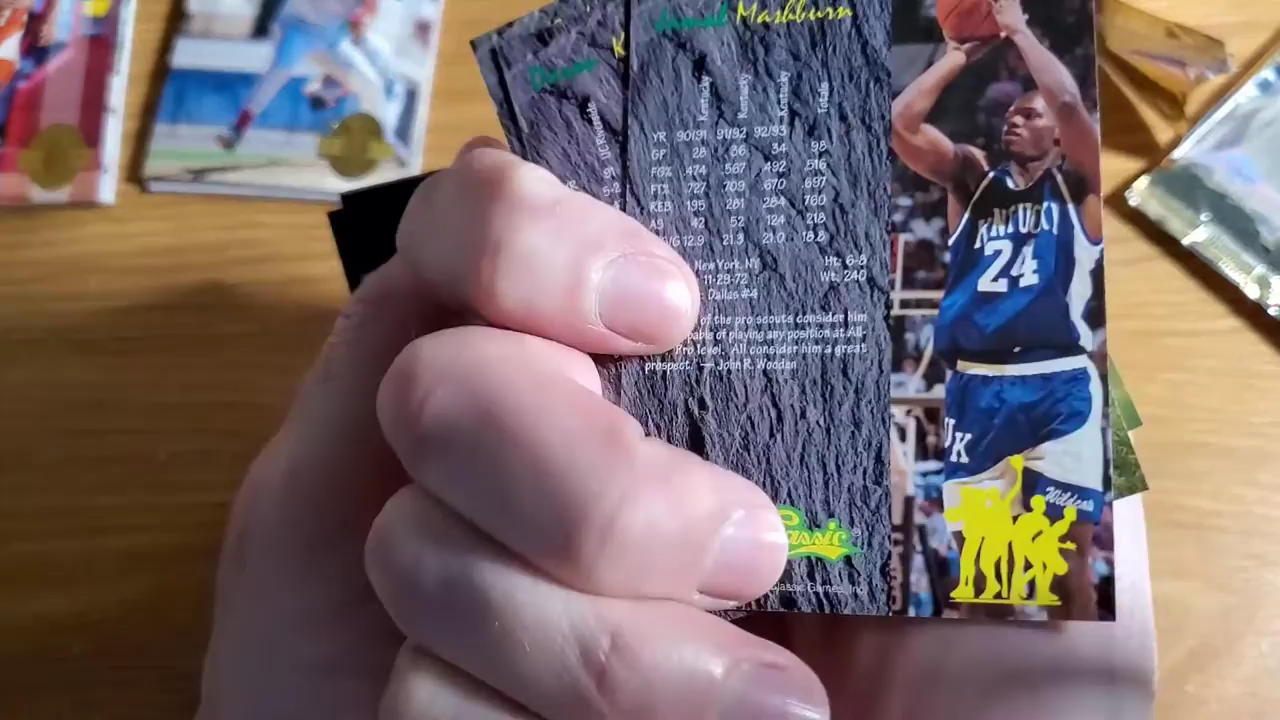 Jamal Mashburn
Kentucky Kentucky Kentucky Totals
YR 90/91 91/92 92/93
GP 28 36 34 98
FG% .474 .567 .492 .516
FT% .727 .709 .670 .697
REB 195 281 284 760
AS 42 52 124 218
12.9 21.3 21.0 18.8
New York, NY Ht: 6-8
11-29-72 Wt: 240
Dallas #4
of the pro scouts consider him
of playing any position at All-
Pro level. All consider him a great
prospect." — John R. Wooden
Classic Games, Inc
KENTUCKY
24
UK
Wildcats